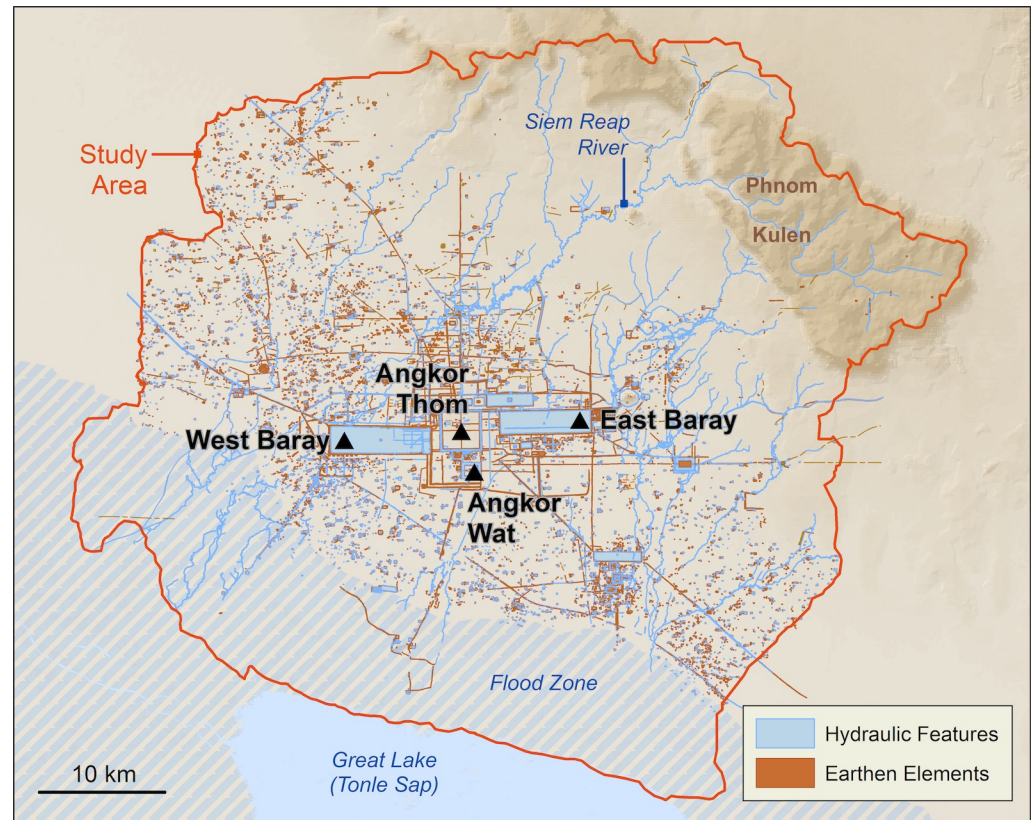 Siem Reap
River
Study
Area
Phnom
Kulen
Angkor
Thom
West Baray
East Baray
Angkor
Wat
Flood Zone
Great Lake
(Tonle Sap)
10 km
Hydraulic Features
Earthen Elements